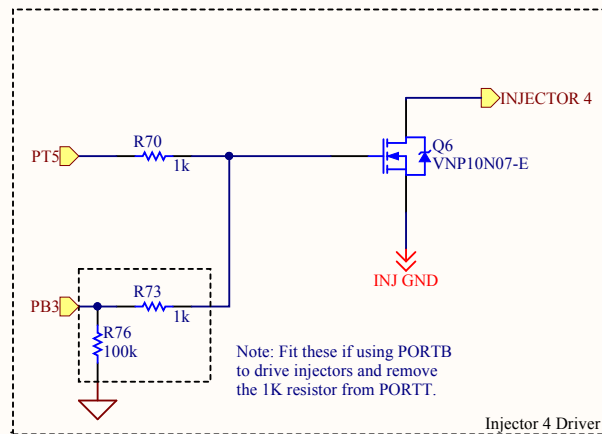 INJECTOR 4
R70
PT5
1k
Q6
VNP10N07-E
INJ GND
R73
PB3
1k
R76
100k
Note: Fit these if using PORTB
to drive injectors and remove
the 1K resistor from PORTT.
Injector 4 Driver